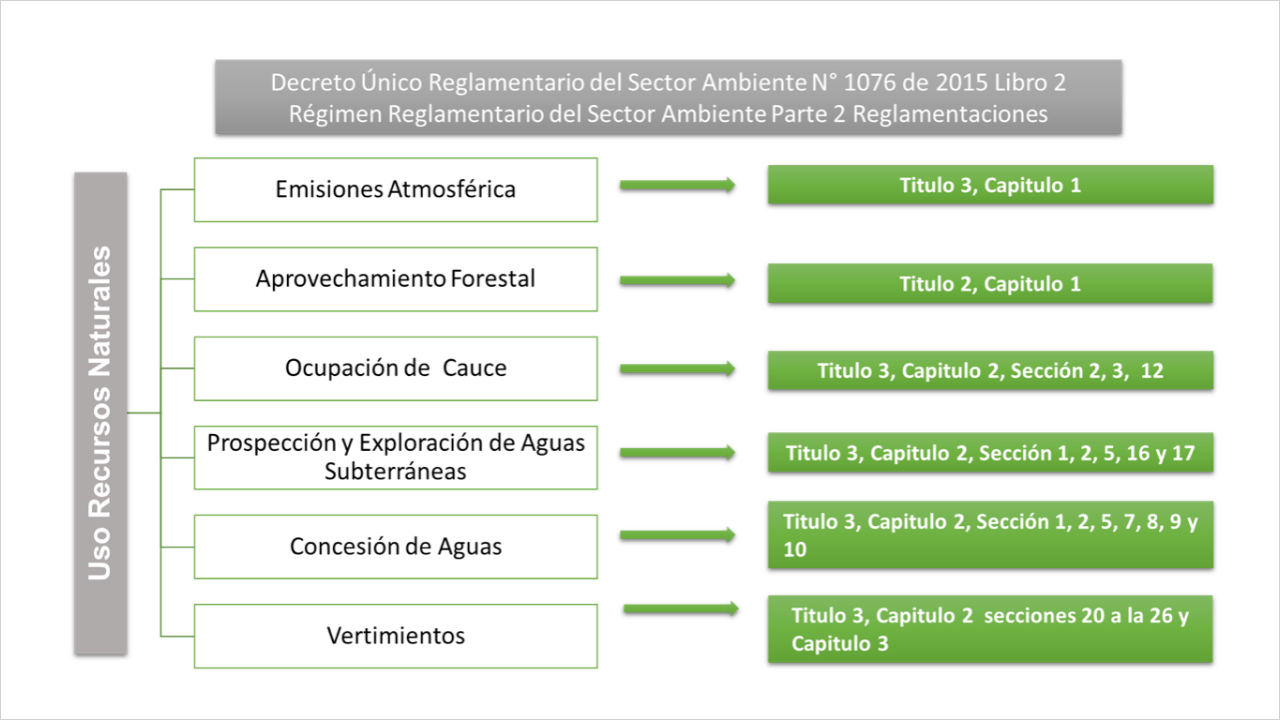 Decreto Único Reglamentario del Sector Ambiente N° 1076 de 2015 Libro 2
Régimen Reglamentario del Sector Ambiente Parte 2 Reglamentaciones
Uso Recursos Naturales
Emisiones Atmosférica
Titulo 3, Capitulo 1
Aprovechamiento Forestal
Titulo 2, Capitulo 1
Ocupación de  Cauce
Titulo 3, Capitulo 2, Sección 2, 3,  12
Prospección y Exploración de Aguas
Subterráneas
Titulo 3, Capitulo 2, Sección 1, 2, 5, 16 y 17
Concesión de Aguas
Titulo 3, Capitulo 2, Sección 1, 2, 5, 7, 8, 9 y
10
Vertimientos
Titulo 3, Capitulo 2  secciones 20 a la 26 y
Capitulo 3